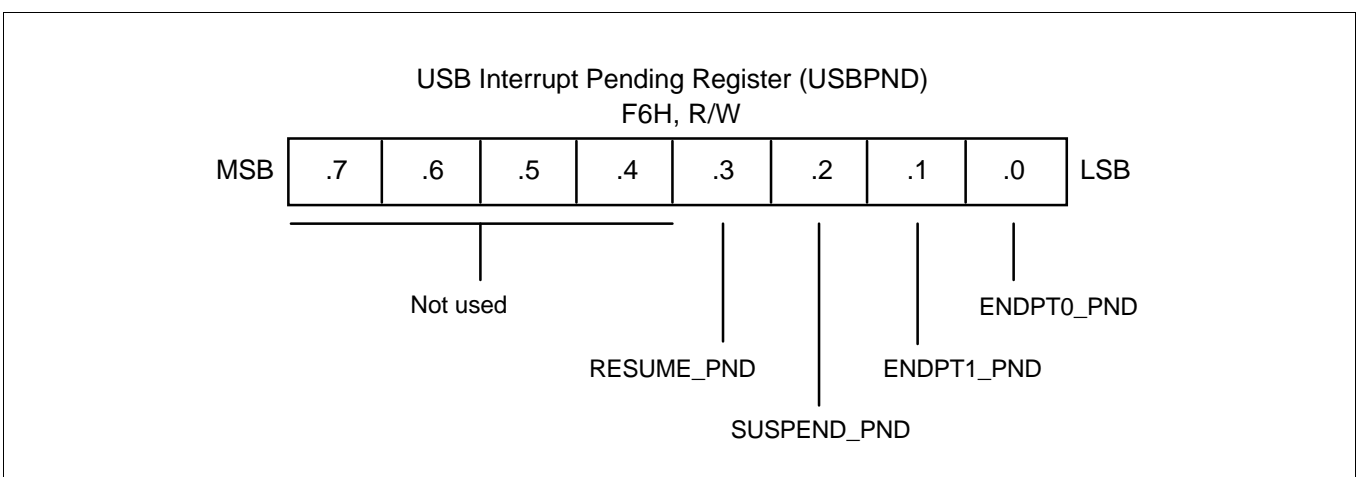 USB Interrupt Pending Register (USBPND)
F6H, R/W
MSB .7 .6 .5 .4 .3 .2 .1 .0 LSB
Not used
ENDPT0_PND
RESUME_PND
ENDPT1_PND
SUSPEND_PND